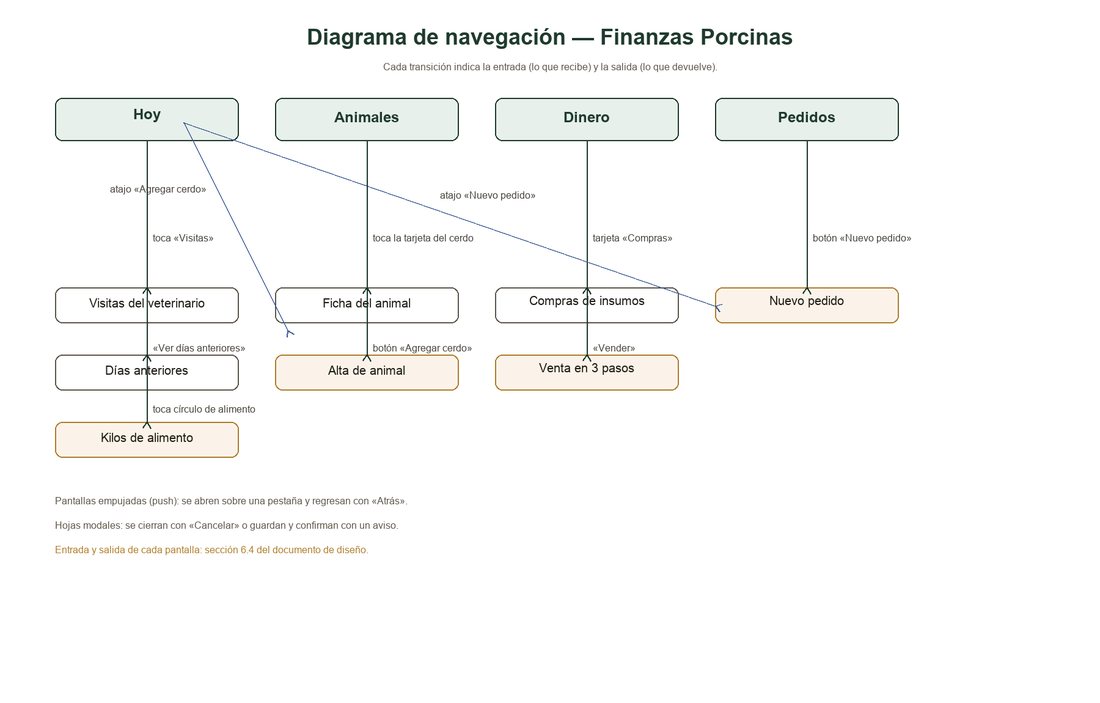 Diagrama de navegación — Finanzas Porcinas
Cada transición indica la entrada (lo que recibe) y la salida (lo que devuelve).
Hoy
Animales
Dinero
Pedidos
atajo «Agregar cerdo»
atajo «Nuevo pedido»
toca «Visitas»
toca la tarjeta del cerdo
tarjeta «Compras»
botón «Nuevo pedido»
Visitas del veterinario
Ficha del animal
Compras de insumos
Nuevo pedido
«Ver días anteriores»
botón «Agregar cerdo»
«Vender»
Días anteriores
Alta de animal
Venta en 3 pasos
toca círculo de alimento
Kilos de alimento
Pantallas empujadas (push): se abren sobre una pestaña y regresan con «Atrás».
Hojas modales: se cierran con «Cancelar» o guardan y confirman con un aviso.
Entrada y salida de cada pantalla: sección 6.4 del documento de diseño.